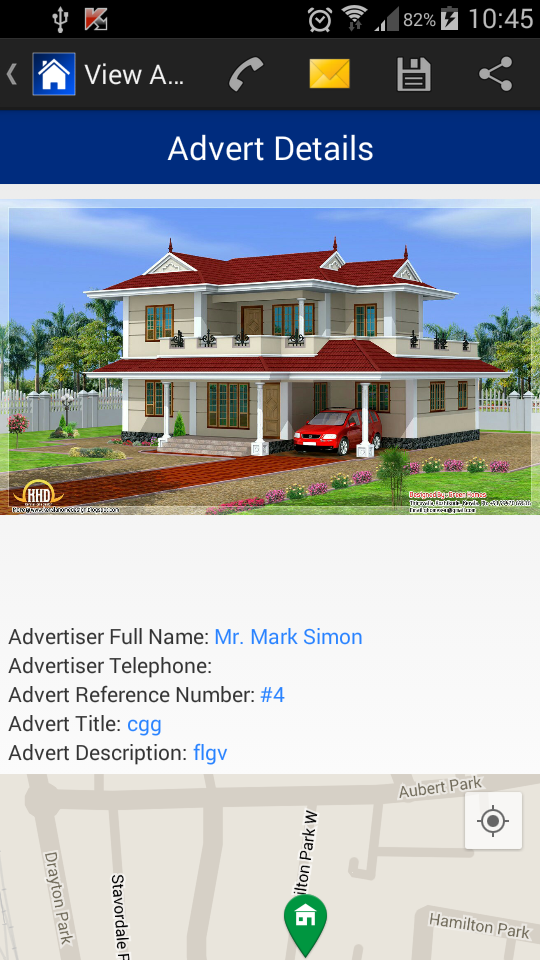 82% 10:45
View A...
Advert Details
KHD
Advertiser Full Name: Mr. Mark Simon
Advertiser Telephone:
Advert Reference Number: #4
Advert Title: cgg
Advert Description: flgv
Aubert Park
ilton Park W
Drayton Park
Stavordale
Hamilton Park